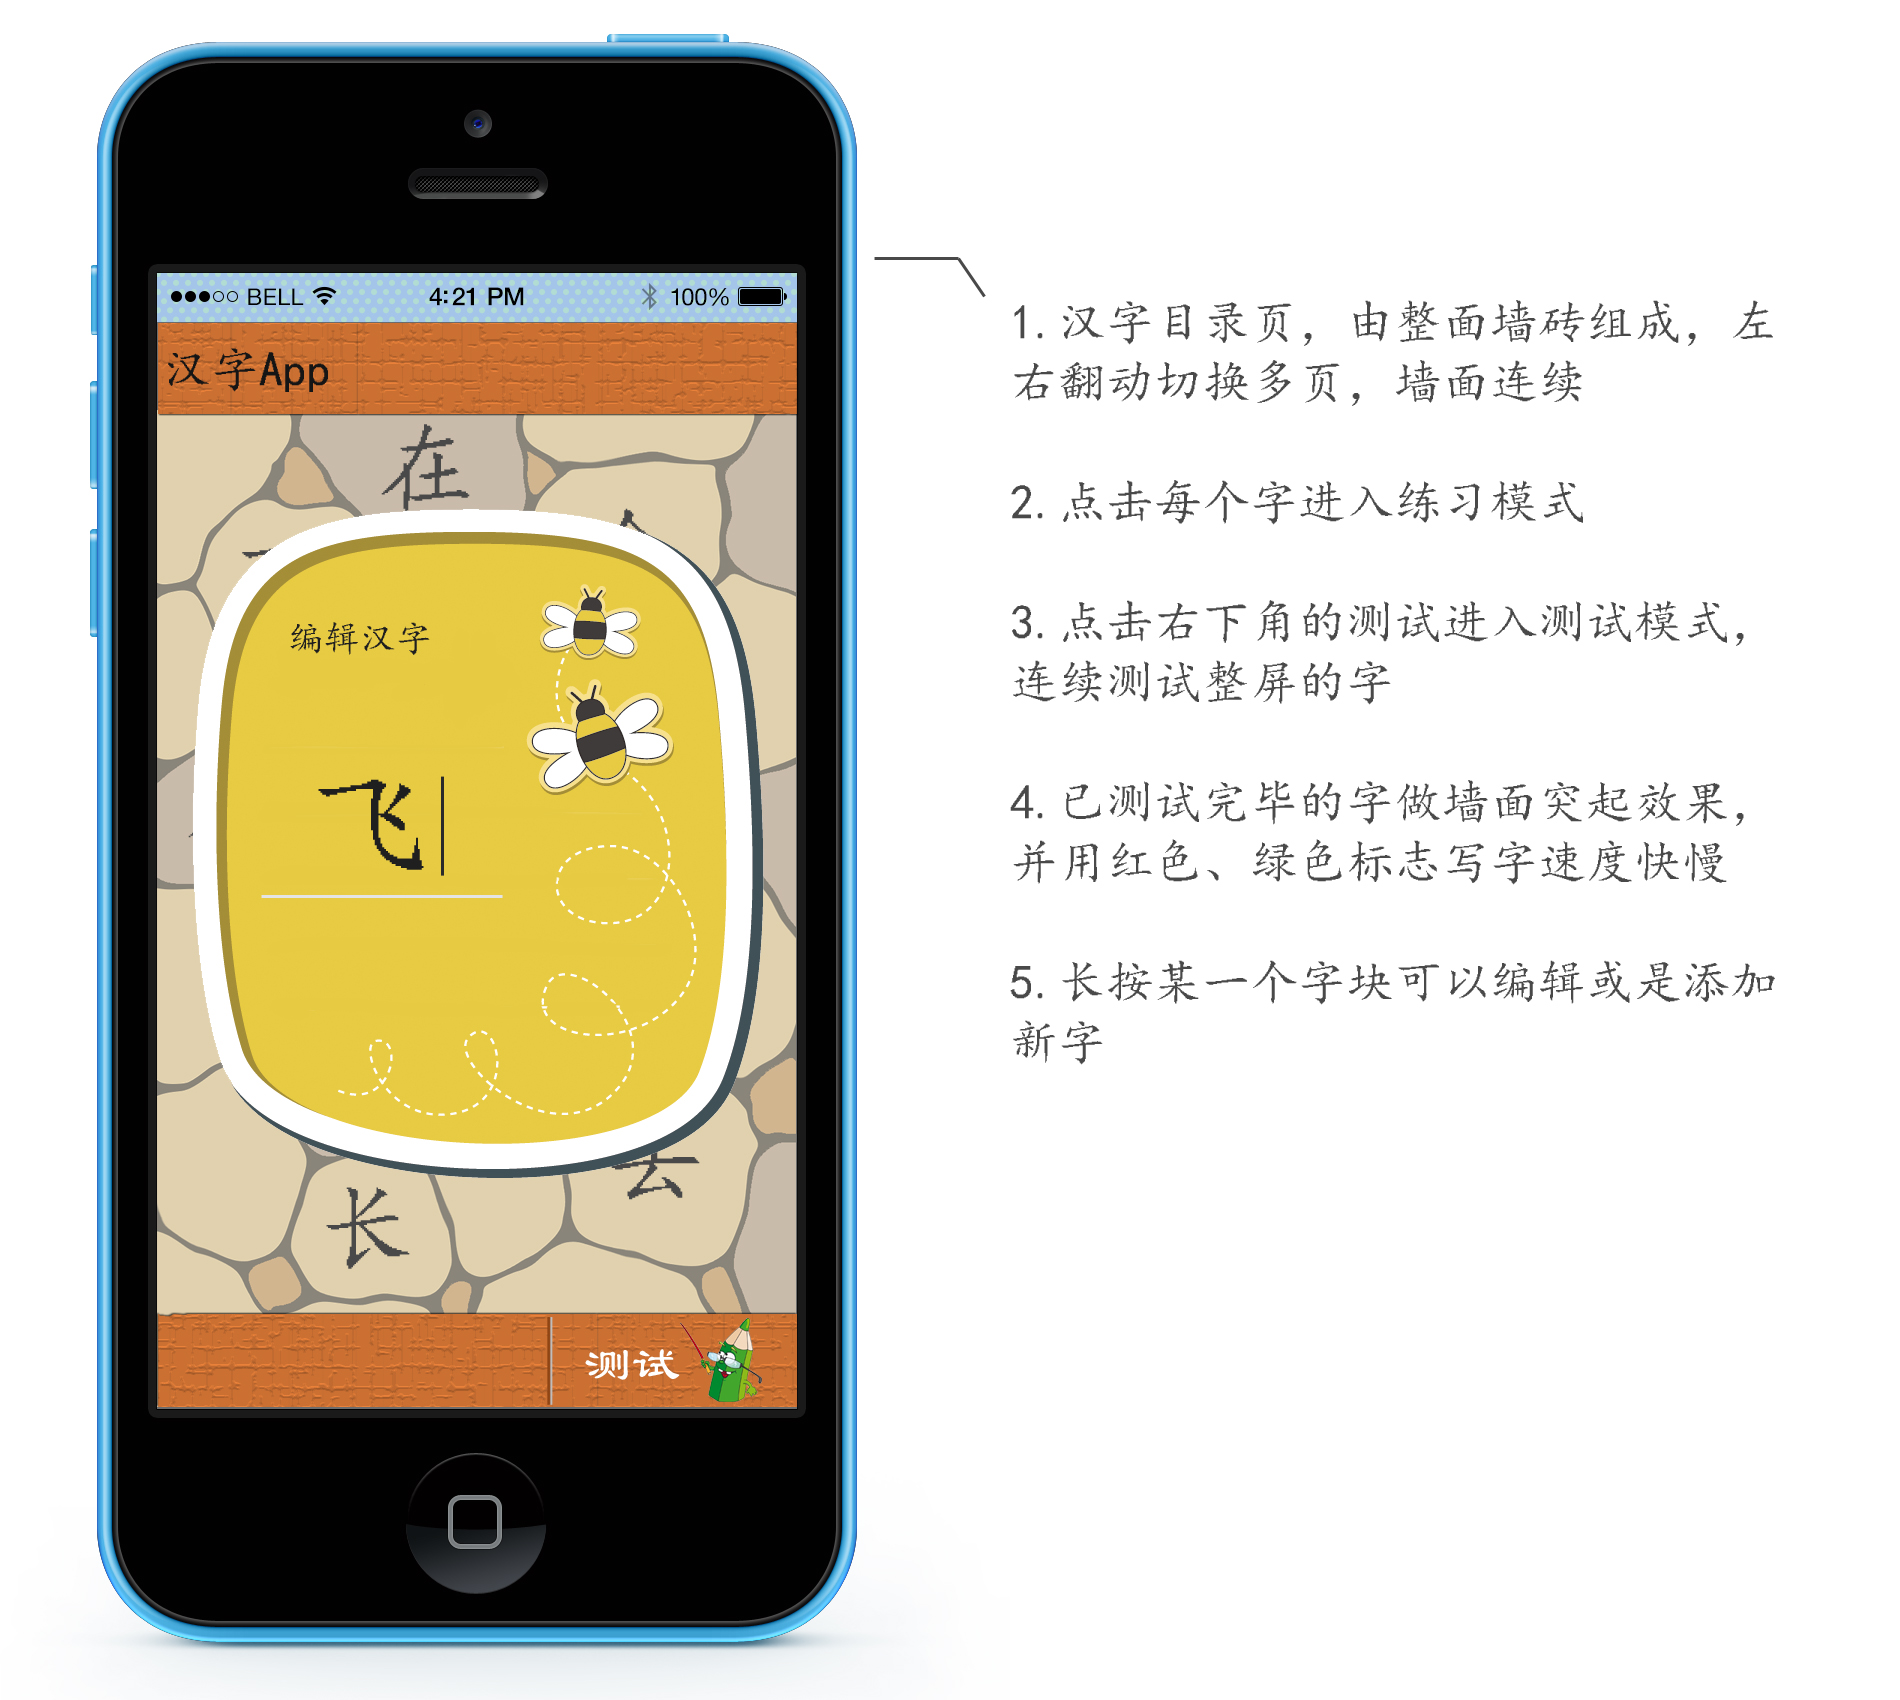 BELL 4:21 PM 100%
汉字App
在
编辑汉字
飞
长
测试
1. 汉字目录页，由整面墙砖组成，左
右翻动切换多页，墙面连续
2. 点击每个字进入练习模式
3. 点击右下角的测试进入测试模式，
连续测试整屏的字
4. 已测试完毕的字做墙面突起效果，
并用红色、绿色标志写字速度快慢
5. 长按某一个字块可以编辑或是添加
新字